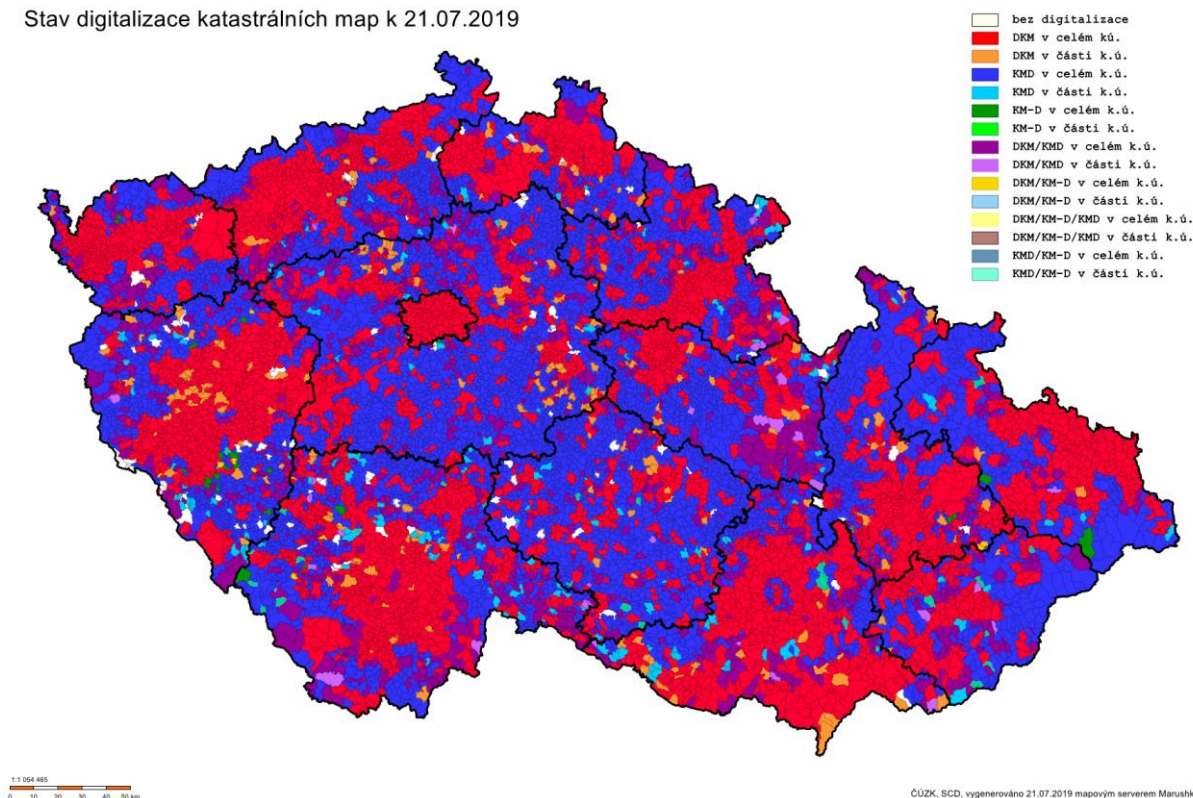 Stav digitalizace katastrálních map k 21.07.2019
bez digitalizace
DKM v celém kú.
DKM v části k.ú.
KMD v celém k.ú.
KMD v části k.ú.
KM-D v celém k.ú.
KM-D v části k.ú.
DKM/KMD v celém k.ú.
DKM/KMD v části k.ú.
DKM/KM-D v celém k.ú.
DKM/KM-D v části k.ú.
DKM/KM-D/KMD v celém k.ú.
DKM/KM-D/KMD v části k.ú.
KMD/KM-D v celém k.ú.
KMD/KM-D v části k.ú.
1:1 054 465
0 10 20 30 40 50 km
ČÚZK, SCD, vygenerováno 21.07.2019 mapovým serverem Marushk